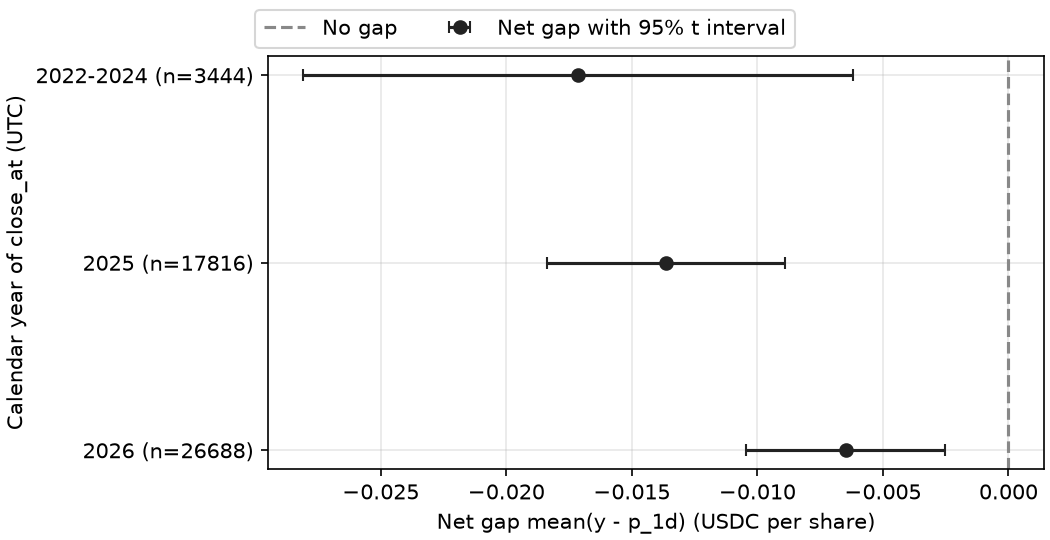 No gap
Net gap with 95% t interval
Calendar year of close_at (UTC)
2022-2024 (n=3444)
2025 (n=17816)
2026 (n=26688)
−0.025 −0.020 −0.015 −0.010 −0.005 0.000
Net gap mean(y - p_1d) (USDC per share)